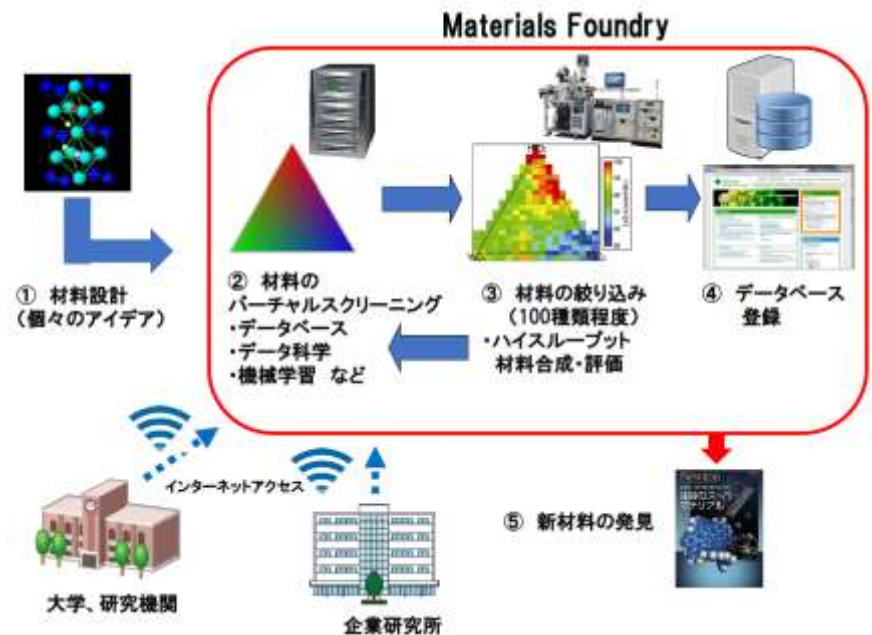 Materials Foundry
① 材料設計
（個々のアイデア）
② 材料の
バーチャルスクリーニング
・データベース
・データ科学
・機械学習 など
③ 材料の絞り込み
（100種類程度）
・ハイスループット
材料合成・評価
④ データベース
登録
インターネットアクセス
大学、研究機関
企業研究所
⑤ 新材料の発見